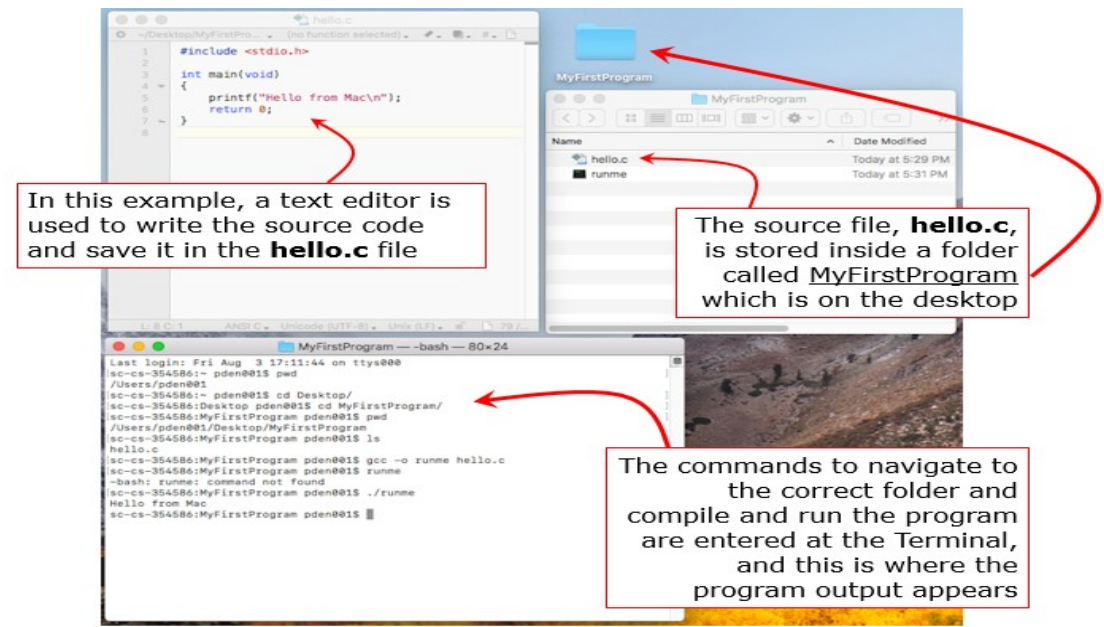 hello.c
~/Desktop/MyFirstPro... (no function selected)
1 #include <stdio.h>
2
3 int main(void)
4 {
5 printf("Hello from Mac\n");
6 return 0;
7 }
8
L: 8 C: 1 ANSI C Unicode (UTF-8) Unix (LF) 79 /...
MyFirstProgram
MyFirstProgram
Name Date Modified
hello.c Today at 5:29 PM
runme Today at 5:31 PM
In this example, a text editor is
used to write the source code
and save it in the hello.c file
The source file, hello.c,
is stored inside a folder
called MyFirstProgram
which is on the desktop
MyFirstProgram — -bash — 80×24
Last login: Fri Aug  3 17:11:44 on ttys000
sc-cs-354586:~ pden001$ pwd
/Users/pden001
sc-cs-354586:~ pden001$ cd Desktop/
sc-cs-354586:Desktop pden001$ cd MyFirstProgram/
sc-cs-354586:MyFirstProgram pden001$ pwd
/Users/pden001/Desktop/MyFirstProgram
sc-cs-354586:MyFirstProgram pden001$ ls
hello.c
sc-cs-354586:MyFirstProgram pden001$ gcc -o runme hello.c
sc-cs-354586:MyFirstProgram pden001$ runme
-bash: runme: command not found
sc-cs-354586:MyFirstProgram pden001$ ./runme
Hello from Mac
sc-cs-354586:MyFirstProgram pden001$
The commands to navigate to
the correct folder and
compile and run the program
are entered at the Terminal,
and this is where the
program output appears